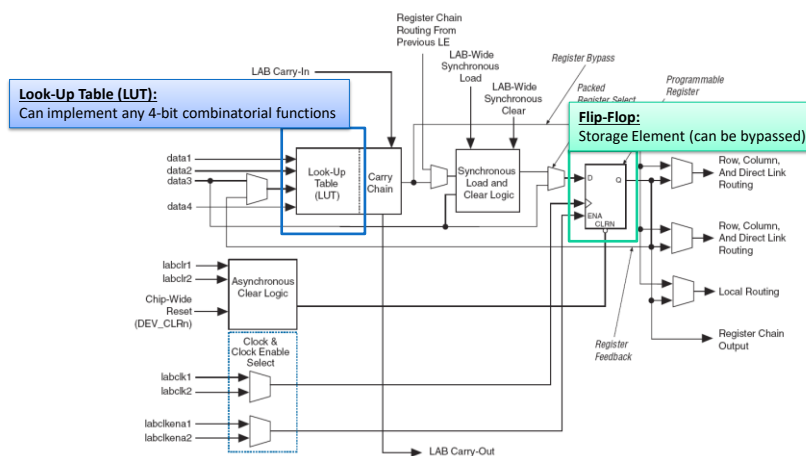 Register Chain
Routing From
Previous LE
LAB-Wide
Synchronous
Load
Register Bypass
LAB Carry-In
LAB-Wide
Synchronous
Clear
Packed
Register Select
Programmable
Register
Look-Up Table (LUT):
Can implement any 4-bit combinatorial functions
Flip-Flop:
Storage Element (can be bypassed)
data1
data2
data3
data4
Look-Up
Table
(LUT)
Carry
Chain
Synchronous
Load and
Clear Logic
D
Q
ENA
CLRN
Row, Column,
And Direct Link
Routing
Row, Column,
And Direct Link
Routing
Local Routing
labclr1
labclr2
Chip-Wide
Reset
(DEV_CLRn)
Asynchronous
Clear Logic
Clock &
Clock Enable
Select
Register
Feedback
Register Chain
Output
labclk1
labclk2
labclkena1
labclkena2
LAB Carry-Out